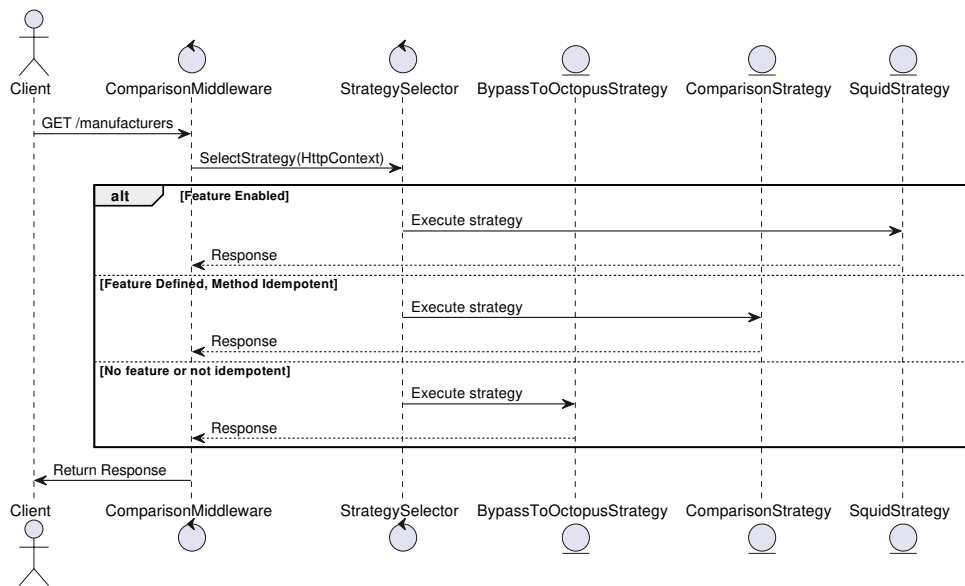 Client ComparisonMiddleware StrategySelector BypassToOctopusStrategy ComparisonStrategy SquidStrategy
GET /manufacturers
SelectStrategy(HttpContext)
alt [Feature Enabled]
Execute strategy
Response
[Feature Defined, Method Idempotent]
Execute strategy
Response
[No feature or not idempotent]
Execute strategy
Response
Return Response
Client ComparisonMiddleware StrategySelector BypassToOctopusStrategy ComparisonStrategy SquidStrategy